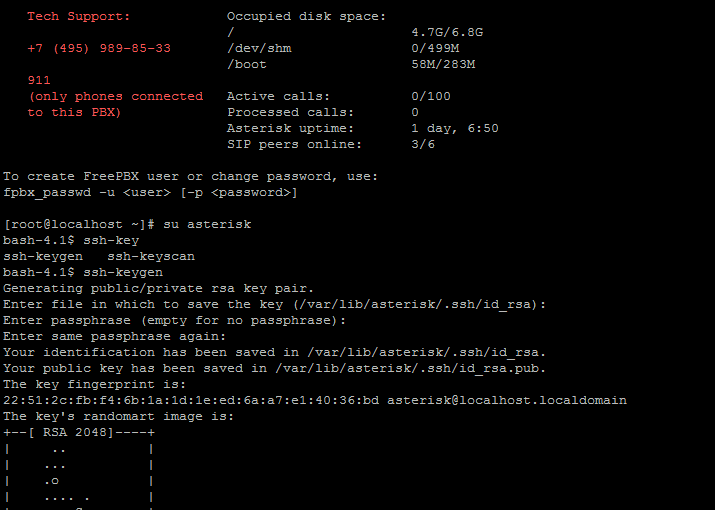 Tech Support: Occupied disk space:
/ 4.7G/6.8G
+7 (495) 989-85-33 /dev/shm 0/499M
/boot 58M/283M
911
(only phones connected Active calls: 0/100
to this PBX) Processed calls: 0
Asterisk uptime: 1 day, 6:50
SIP peers online: 3/6
To create FreePBX user or change password, use:
fpbx_passwd -u <user> [-p <password>]
[root@localhost ~]# su asterisk
bash-4.1$ ssh-key
ssh-keygen ssh-keyscan
bash-4.1$ ssh-keygen
Generating public/private rsa key pair.
Enter file in which to save the key (/var/lib/asterisk/.ssh/id_rsa):
Enter passphrase (empty for no passphrase):
Enter same passphrase again:
Your identification has been saved in /var/lib/asterisk/.ssh/id_rsa.
Your public key has been saved in /var/lib/asterisk/.ssh/id_rsa.pub.
The key fingerprint is:
22:51:2c:fb:f4:6b:1a:1d:1e:ed:6a:a7:e1:40:36:bd asterisk@localhost.localdomain
The key's randomart image is:
+--[ RSA 2048]----+
| .. |
| ... |
| .o |
| .... . |